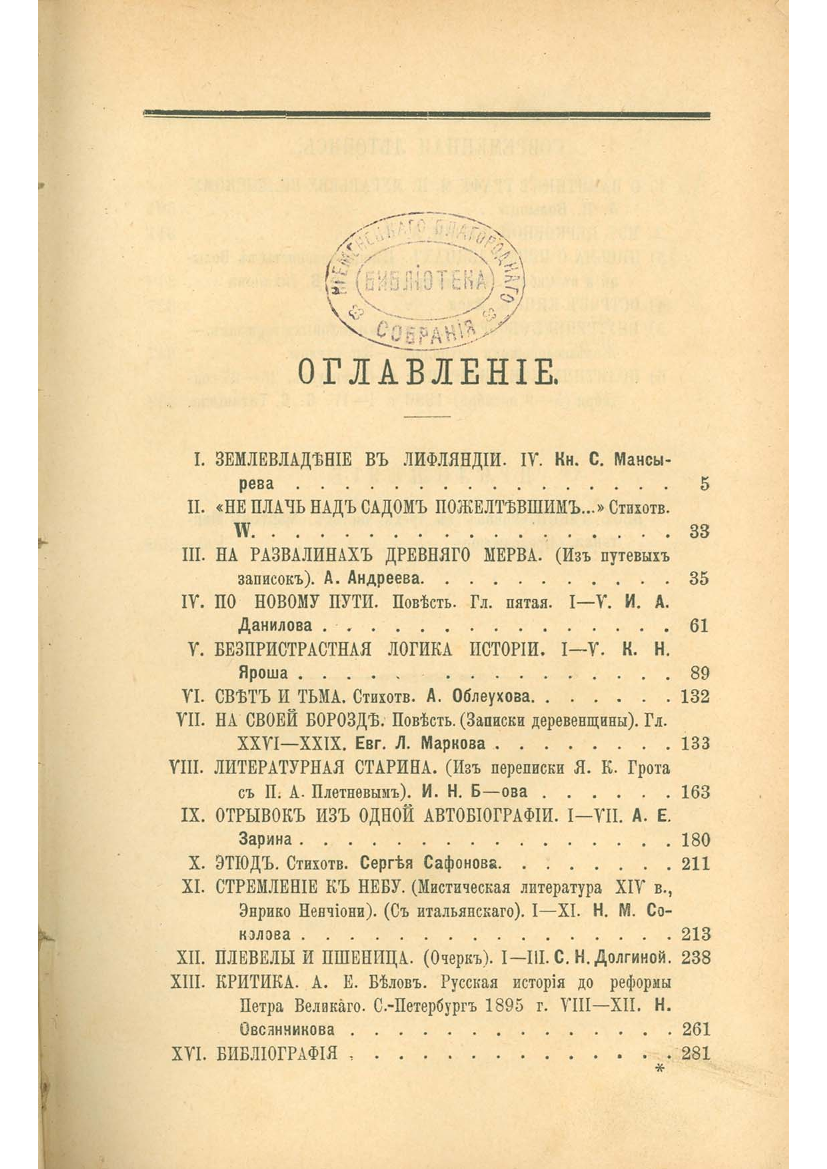 МЕНСКАГО БЛАГОРОДНАГО
БИБЛІОТЕКА
СОБРАНІЯ
ОГЛАВЛЕНІЕ.
I. ЗЕМЛЕВЛАДѢНІЕ ВЪ ЛИФЛЯНДІИ. IV. Кн. С. Мансы-
рева . . . . . . . . . . . . . . . . 5
II. «НЕ ПЛАЧЬ НАДЪ САДОМЪ ПОЖЕЛТѢВШИМЪ...» Стихотв.
W. . . . . . . . . . . . . . . . . . 33
III. НА РАЗВАЛИНАХЪ ДРЕВНЯГО МЕРВА. (Изъ путевыхъ
записокъ). А. Андреева. . . . . . . . . . . 35
IV. ПО НОВОМУ ПУТИ. Повѣсть. Гл. пятая. I—V. И. А.
Данилова . . . . . . . . . . . . . . . 61
V. БЕЗПРИСТРАСТНАЯ ЛОГИКА ИСТОРІИ. I—V. К. Н.
Яроша . . . . . . . . . . . . . . . . 89
VI. СВѢТЪ И ТЬМА. Стихотв. А. Облеухова. . . . . . . 132
VII. НА СВОЕЙ БОРОЗДѢ. Повѣсть. (Записки деревенщины). Гл.
XXVI—XXIX. Евг. Л. Маркова . . . . . . . . 133
VIII. ЛИТЕРАТУРНАЯ СТАРИНА. (Изъ переписки Я. К. Грота
съ П. А. Плетневымъ). И. Н. Б—ова . . . . . . 163
IX. ОТРЫВОКЪ ИЗЪ ОДНОЙ АВТОБІОГРАФІИ. I—VII. А. Е.
Зарина . . . . . . . . . . . . . . . . 180
X. ЭТЮДЪ. Стихотв. Сергѣя Сафонова. . . . . . . . 211
XI. СТРЕМЛЕНІЕ КЪ НЕБУ. (Мистическая литература XIV в.,
Энрико Ненчіони). (Съ итальянскаго). I—XI. Н. М. Со-
колова . . . . . . . . . . . . . . . . 213
XII. ПЛЕВЕЛЫ И ПШЕНИЦА. (Очеркъ). I—III. С. Н. Долгиной. 238
XIII. КРИТИКА. А. Е. Бѣловъ. Русская исторія до реформы
Петра Великаго. С.-Петербургъ 1895 г. VIII—XII. Н.
Овсянникова . . . . . . . . . . . . . . 261
XVI. БИБЛІОГРАФІЯ . . . . . . . . . . . . . . 281
*